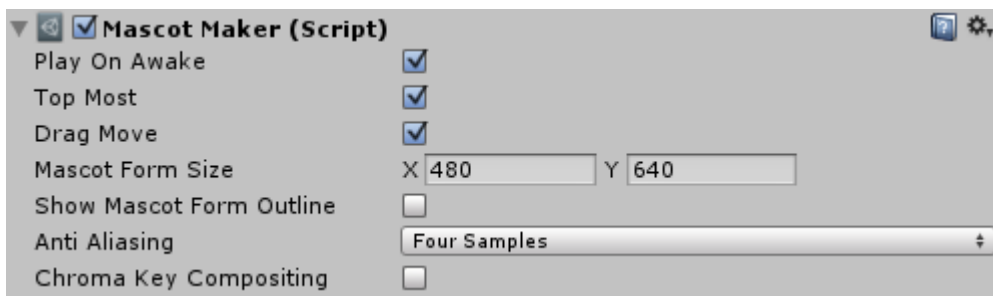 Mascot Maker (Script)
Play On Awake
Top Most
Drag Move
Mascot Form Size X 480 Y 640
Show Mascot Form Outline
Anti Aliasing Four Samples
Chroma Key Compositing